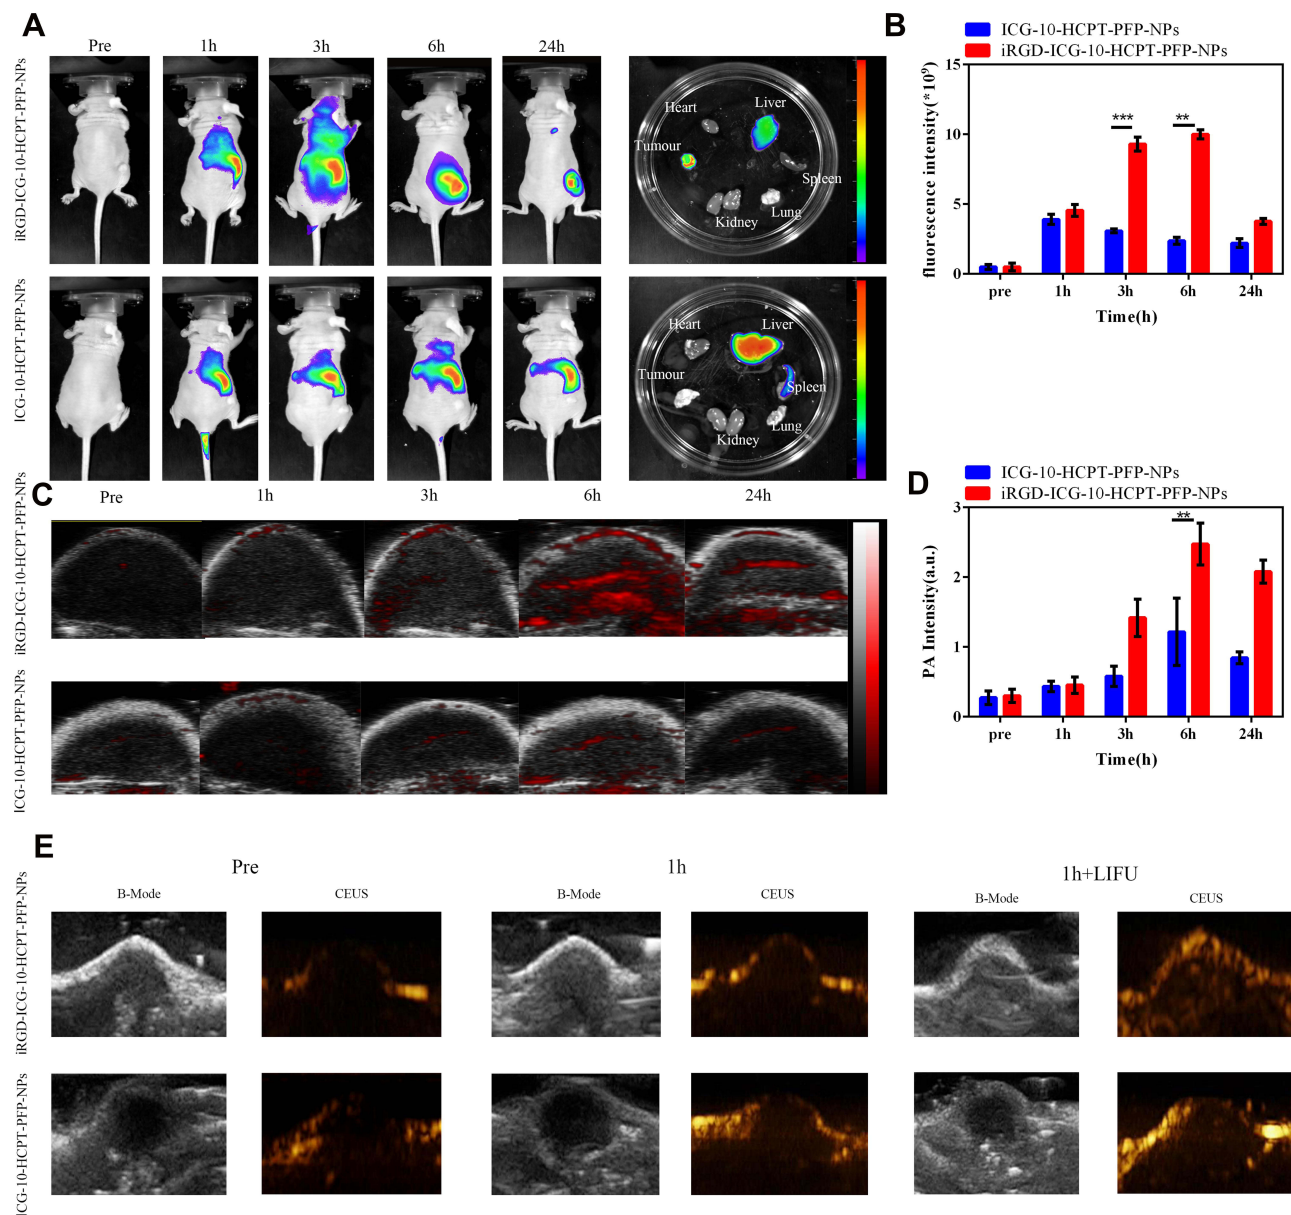 A
Pre
1h
3h
6h
24h
iRGD-ICG-10-HCPT-PFP-NPs
Heart
Liver
Tumour
Spleen
Kidney
Lung
ICG-10-HCPT-PFP-NPs
Heart
Liver
Tumour
Spleen
Kidney
Lung
B
ICG-10-HCPT-PFP-NPs
iRGD-ICG-10-HCPT-PFP-NPs
fluorescence intensity(*10⁹)
15
10
5
0
***
**
pre
1h
3h
6h
24h
Time(h)
C
Pre
1h
3h
6h
24h
iRGD-ICG-10-HCPT-PFP-NPs
ICG-10-HCPT-PFP-NPs
D
ICG-10-HCPT-PFP-NPs
iRGD-ICG-10-HCPT-PFP-NPs
PA Intensity(a.u.)
3
2
1
0
**
pre
1h
3h
6h
24h
Time(h)
E
Pre
1h
1h+LIFU
B-Mode
CEUS
B-Mode
CEUS
B-Mode
CEUS
iRGD-ICG-10-HCPT-PFP-NPs
ICG-10-HCPT-PFP-NPs